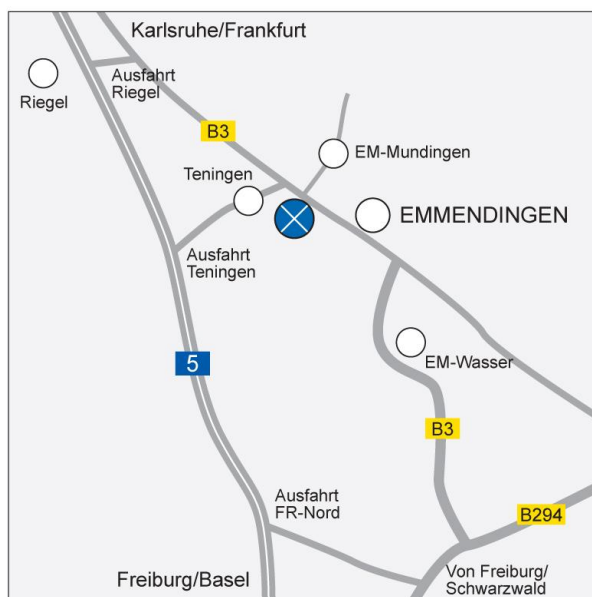 Karlsruhe/Frankfurt
Ausfahrt
Riegel
Riegel
B3
EM-Mundingen
Teningen
EMMENDINGEN
Ausfahrt
Teningen
5
EM-Wasser
B3
Ausfahrt
FR-Nord
B294
Freiburg/Basel
Von Freiburg/
Schwarzwald